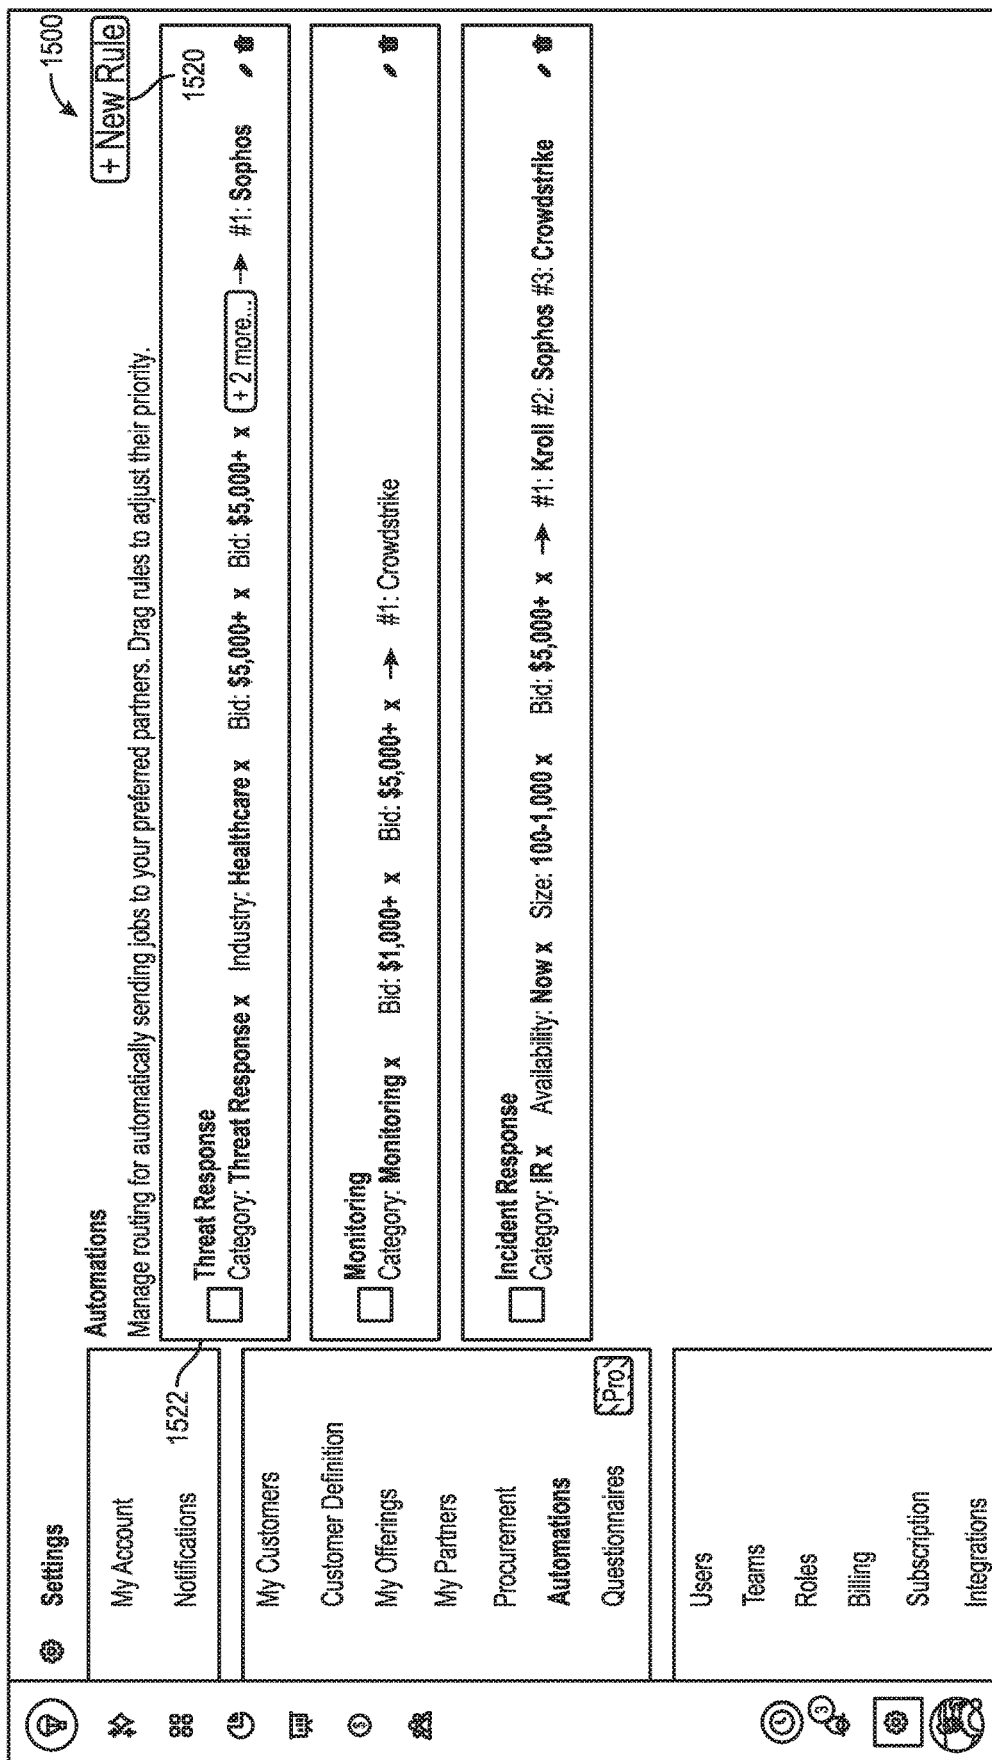 1500
Settings
My Account
Notifications
My Customers
Customer Definition
My Offerings
My Partners
Procurement
Automations
Questionnaires
Pro
Users
Teams
Roles
Billing
Subscription
Integrations
3
Automations
+ New Rule
1520
Manage routing for automatically sending jobs to your preferred partners. Drag rules to adjust their priority.
1522
Threat Response
Category: Threat Response x Industry: Healthcare x Bid: $5,000+ x Bid: $5,000+ x + 2 more... → #1: Sophos
Monitoring
Category: Monitoring x Bid: $1,000+ x Bid: $5,000+ x → #1: Crowdstrike
Incident Response
Category: IR x Availability: Now x Size: 100-1,000 x Bid: $5,000+ x → #1: Kroll #2: Sophos #3: Crowdstrike